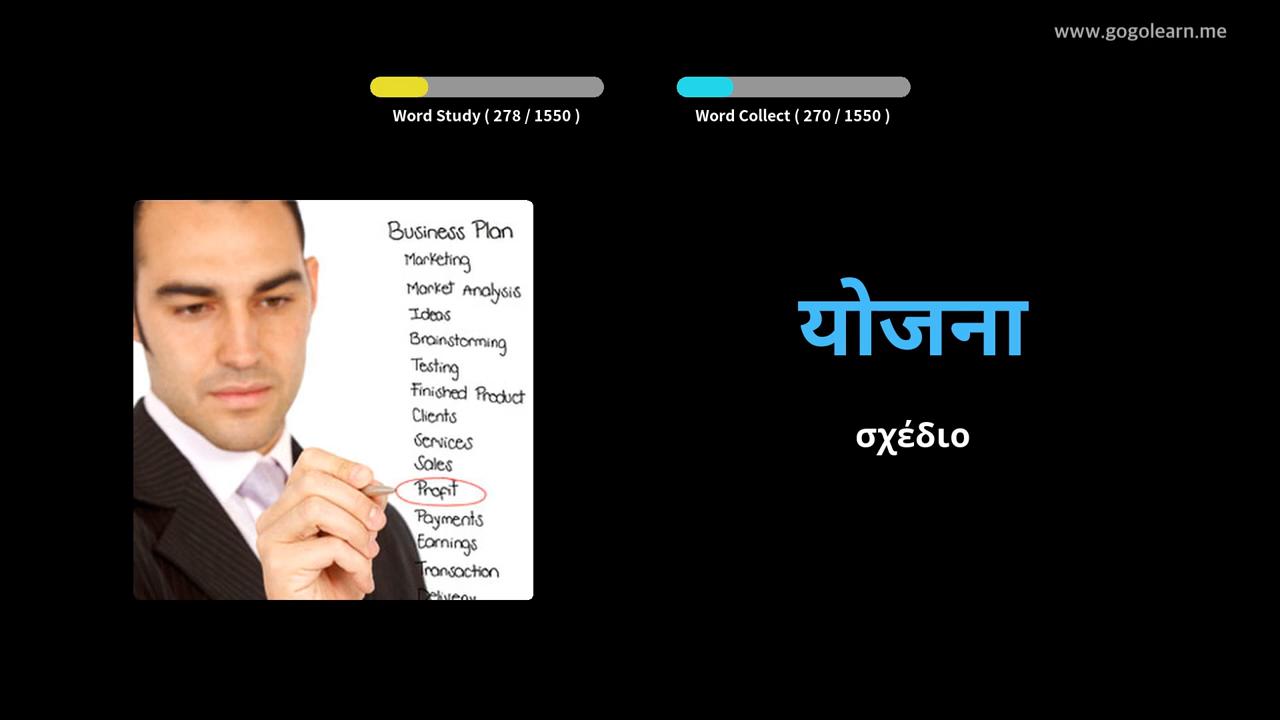 www.gogolearn.me
Word Study ( 278 / 1550 )
Word Collect ( 270 / 1550 )
Business Plan
Marketing
Market Analysis
Ideas
Brainstorming
Testing
Finished Product
Clients
Services
Sales
Profit
Payments
Earnings
Transaction
Delivery
योजना
σχέδιο